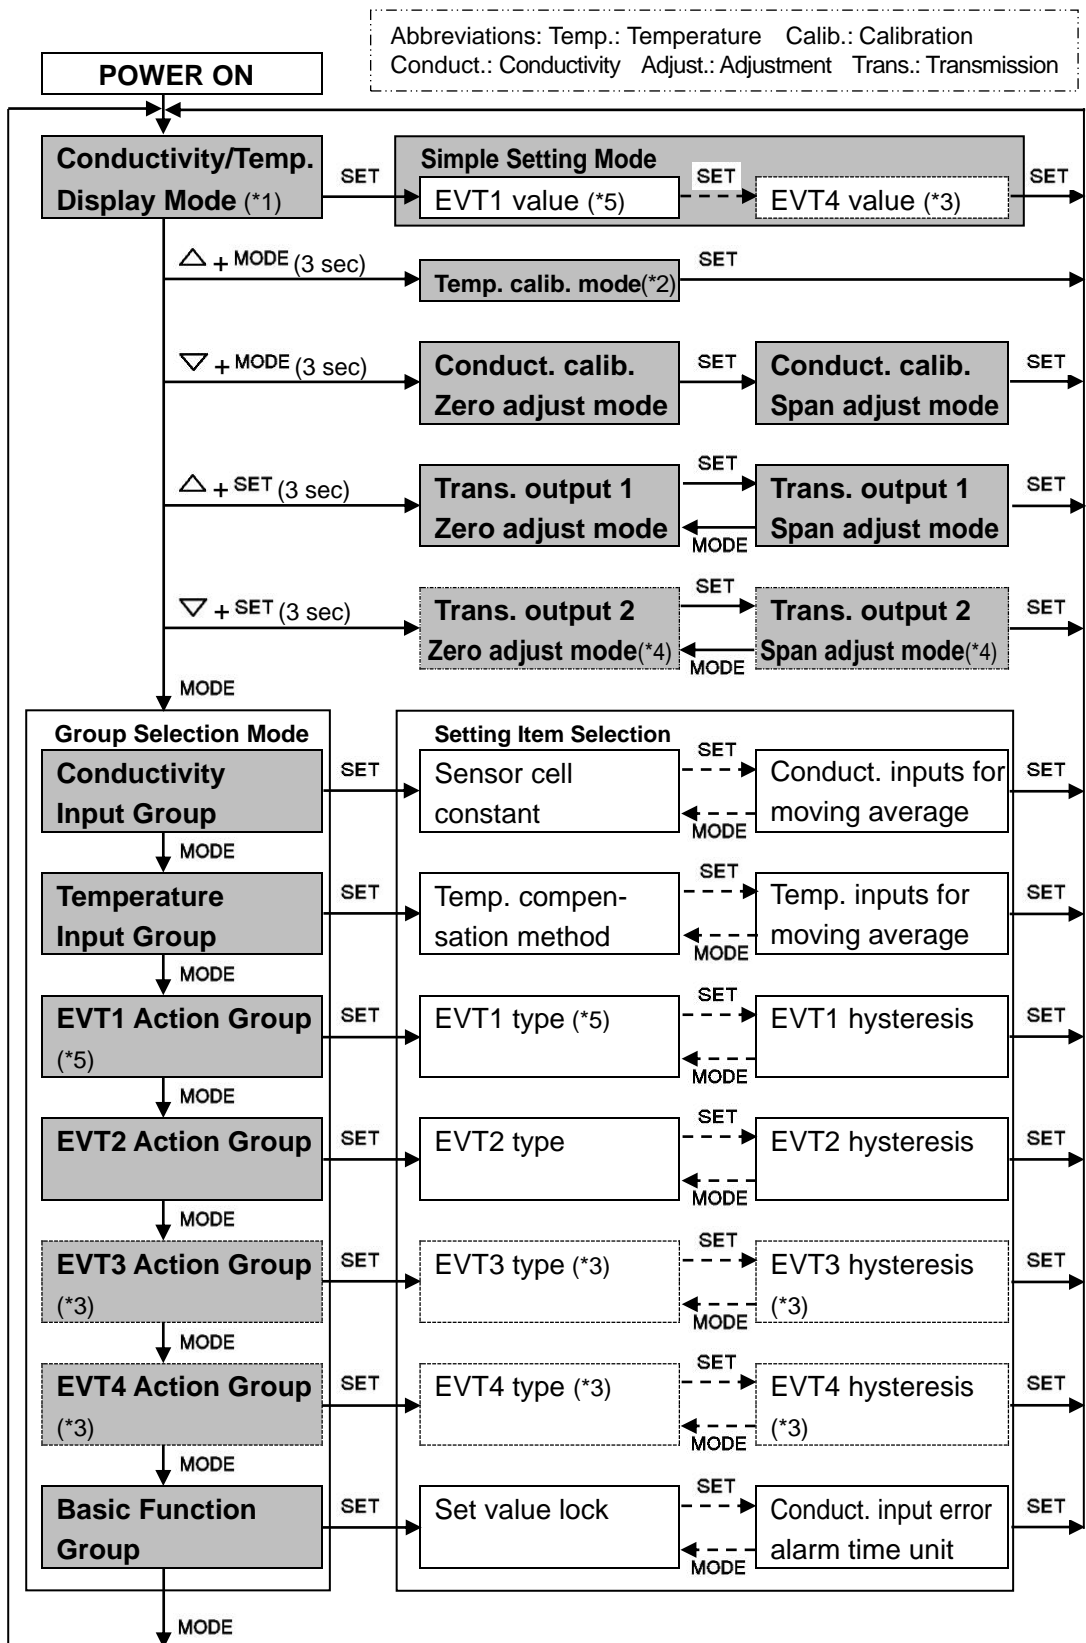 Abbreviations: Temp.: Temperature Calib.: Calibration
Conduct.: Conductivity Adjust.: Adjustment Trans.: Transmission
POWER ON
Conductivity/Temp.
Display Mode (*1)
SET
Simple Setting Mode
EVT1 value (*5)
SET
EVT4 value (*3)
SET
△ + MODE (3 sec)
Temp. calib. mode(*2)
SET
▽ + MODE (3 sec)
Conduct. calib.
Zero adjust mode
SET
Conduct. calib.
Span adjust mode
SET
△ + SET (3 sec)
Trans. output 1
Zero adjust mode
SET
MODE
Trans. output 1
Span adjust mode
SET
▽ + SET (3 sec)
Trans. output 2
Zero adjust mode(*4)
SET
MODE
Trans. output 2
Span adjust mode(*4)
SET
MODE
Group Selection Mode
Setting Item Selection
Conductivity
Input Group
SET
Sensor cell
constant
SET
MODE
Conduct. inputs for
moving average
SET
MODE
Temperature
Input Group
SET
Temp. compen-
sation method
SET
MODE
Temp. inputs for
moving average
SET
MODE
EVT1 Action Group
(*5)
SET
EVT1 type (*5)
SET
MODE
EVT1 hysteresis
SET
MODE
EVT2 Action Group
SET
EVT2 type
SET
MODE
EVT2 hysteresis
SET
MODE
EVT3 Action Group
(*3)
SET
EVT3 type (*3)
SET
MODE
EVT3 hysteresis
(*3)
SET
MODE
EVT4 Action Group
(*3)
SET
EVT4 type (*3)
SET
MODE
EVT4 hysteresis
(*3)
SET
MODE
Basic Function
Group
SET
Set value lock
SET
MODE
Conduct. input error
alarm time unit
SET
MODE